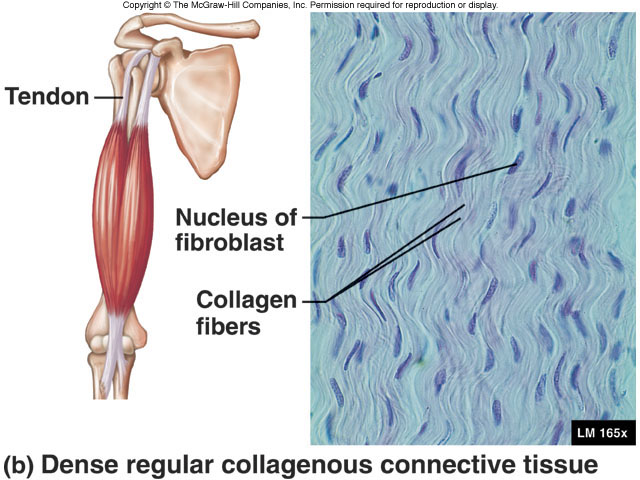 Copyright © The McGraw-Hill Companies, Inc. Permission required for reproduction or display.
Tendon
Nucleus of
fibroblast
Collagen
fibers
LM 165x
(b) Dense regular collagenous connective tissue